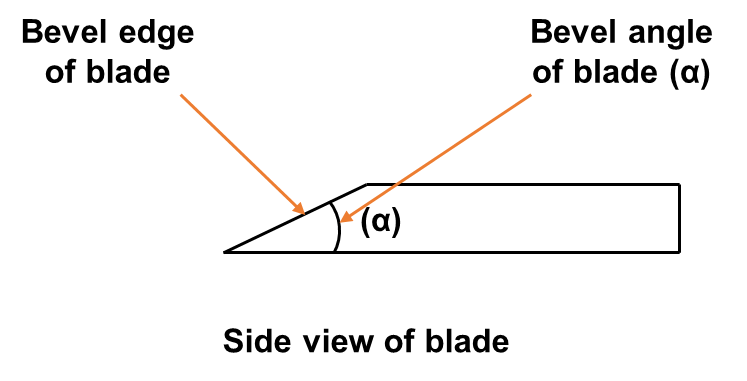 Bevel edge
of blade
Bevel angle
of blade (α)
(α)
Side view of blade